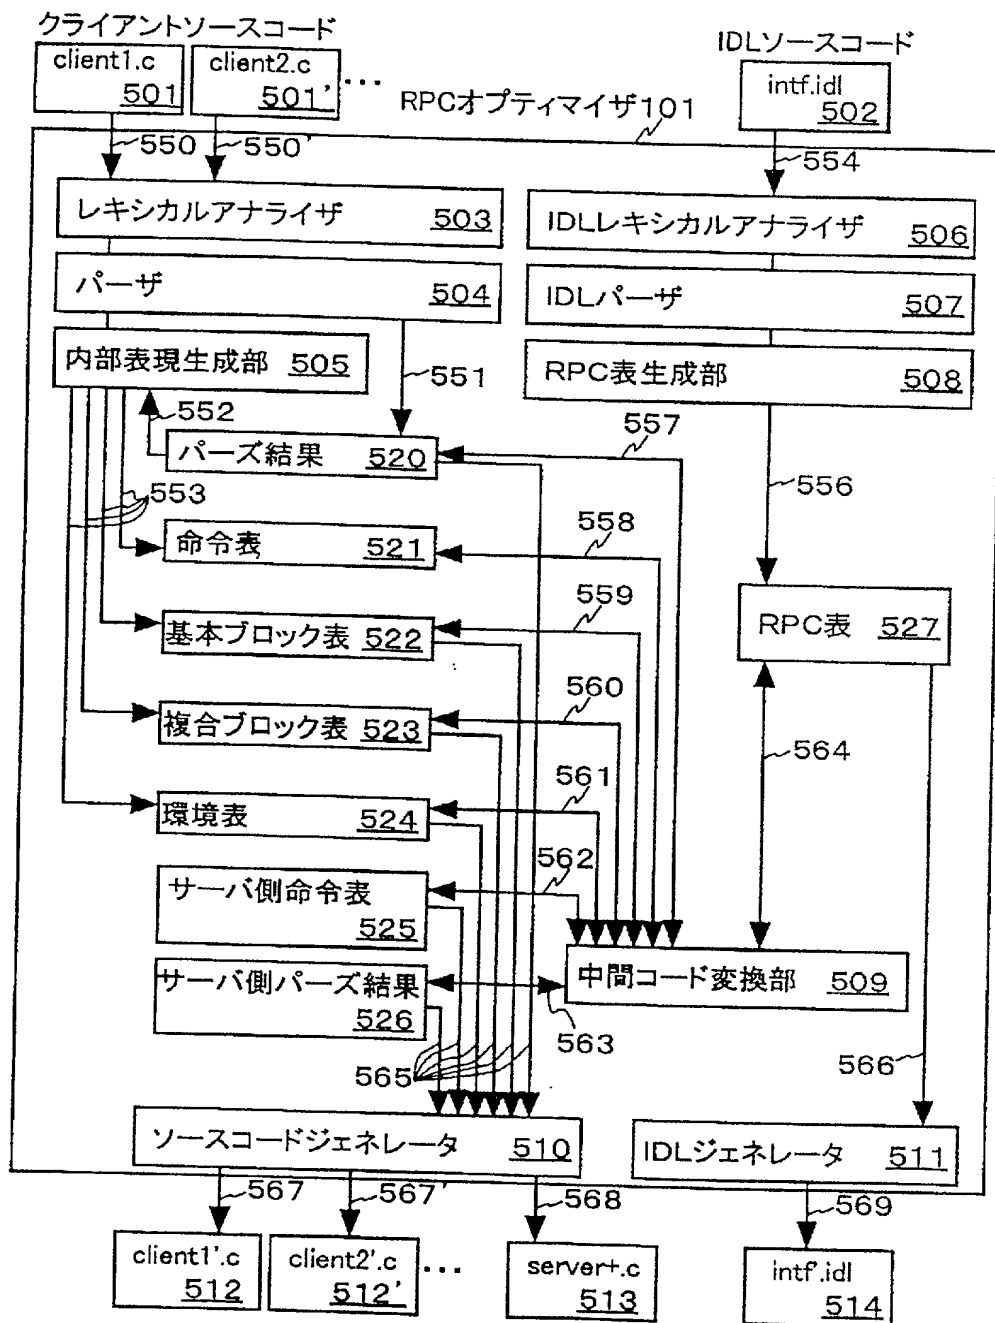 クライアントソースコード
client1.c
501
client2.c
501'
...
IDLソースコード
intf.idl
502
RPCオプティマイザ101
550
550'
554
レキシカルアナライザ 503
IDLレキシカルアナライザ 506
パーザ 504
IDLパーザ 507
内部表現生成部 505
551
RPC表生成部 508
552
パーズ結果 520
557
556
553
命令表 521
558
559
RPC表 527
基本ブロック表 522
560
複合ブロック表 523
564
561
環境表 524
562
サーバ側命令表
525
中間コード変換部 509
サーバ側パーズ結果
526
563
565
566
ソースコードジェネレータ 510
IDLジェネレータ 511
567
567'
568
569
client1'.c
512
client2'.c
512'
...
server+.c
513
intf'.idl
514